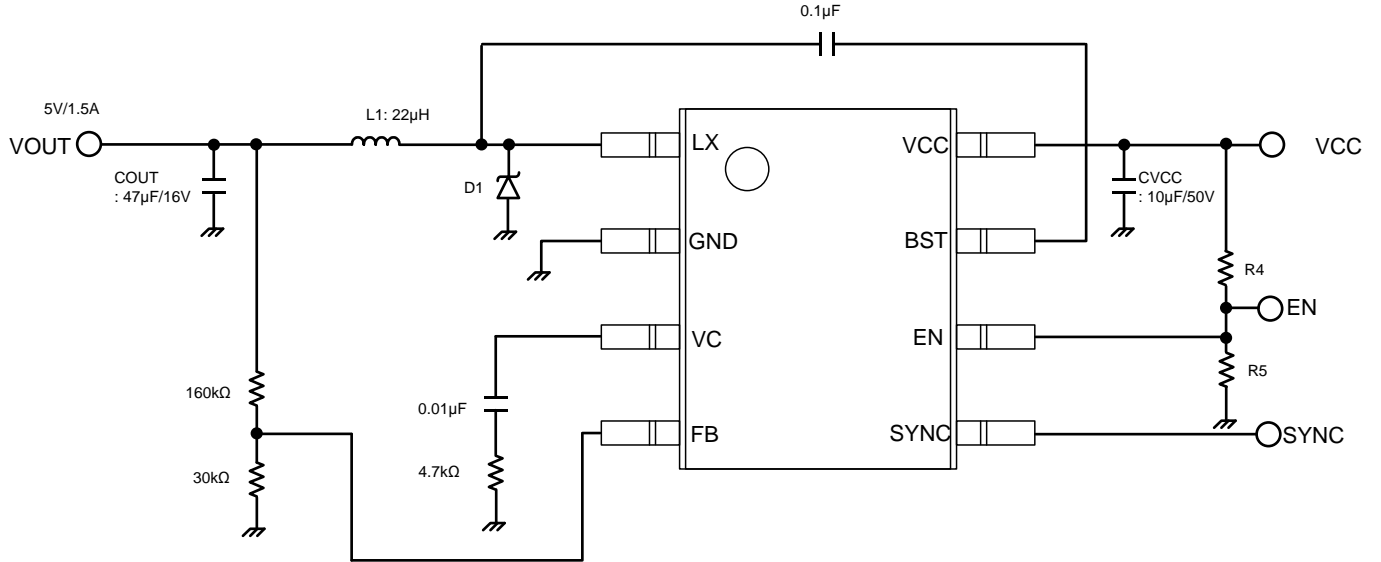 0.1µF
5V/1.5A
L1: 22µH
VOUT
LX
VCC
VCC
COUT
: 47µF/16V
D1
CVCC
: 10µF/50V
GND
BST
R4
EN
VC
EN
R5
160kΩ
0.01µF
FB
SYNC
SYNC
30kΩ
4.7kΩ